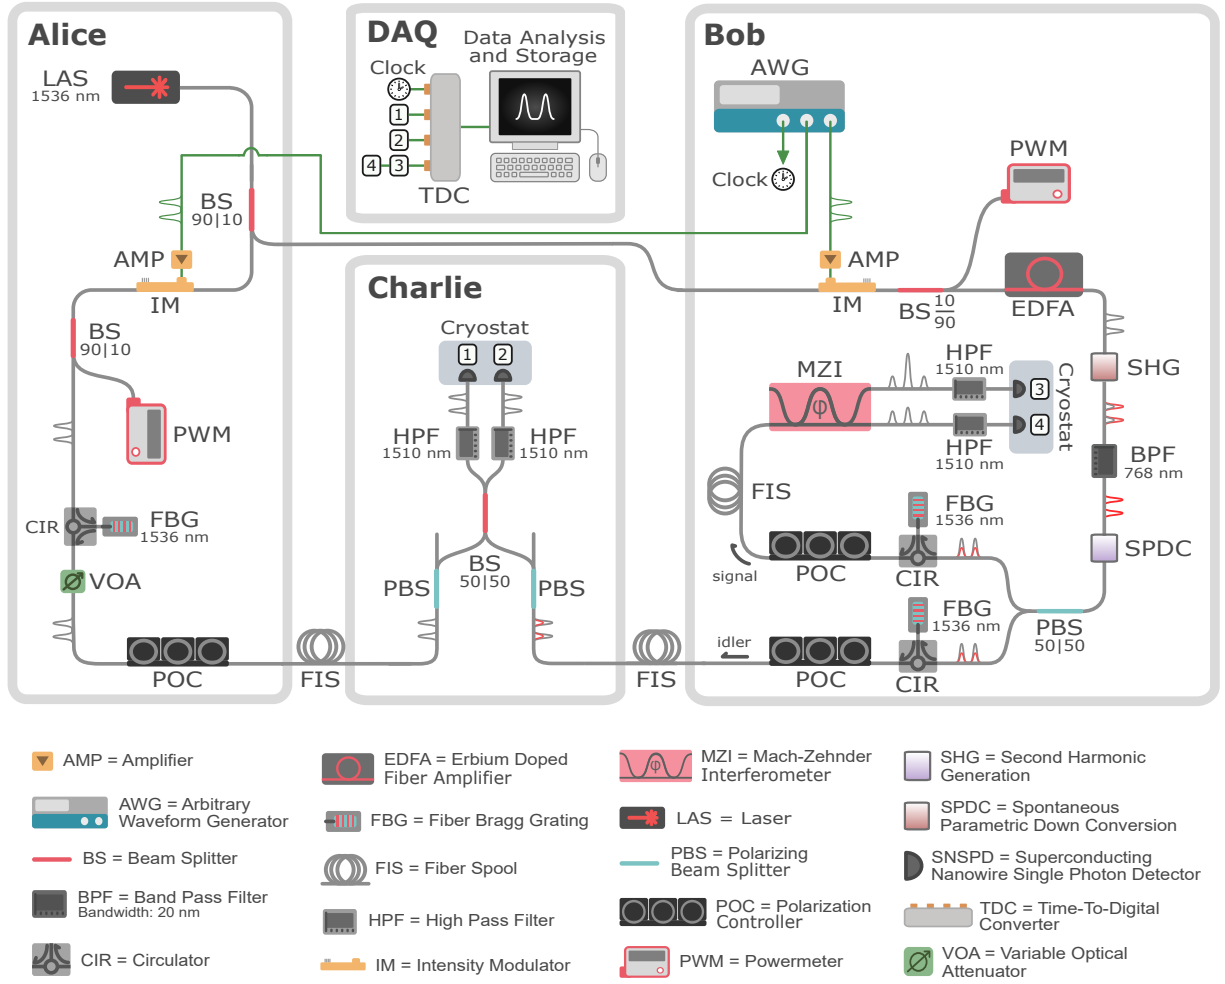 Alice
LAS
1536 nm
BS
90|10
AMP
IM
BS
90|10
PWM
CIR
FBG
1536 nm
VOA
POC
FIS
DAQ
Data Analysis
and Storage
Clock
1
2
4
3
TDC
Charlie
Cryostat
1
2
HPF
1510 nm
HPF
1510 nm
BS
50|50
PBS
PBS
FIS
Bob
AWG
Clock
PWM
AMP
IM
BS 10
90
EDFA
SHG
BPF
768 nm
SPDC
MZI
φ
HPF
1510 nm
HPF
1510 nm
3
4
Cryostat
FIS
signal
POC
FBG
1536 nm
CIR
idler
POC
FBG
1536 nm
CIR
PBS
50|50
AMP = Amplifier
AWG = Arbitrary
Waveform Generator
BS = Beam Splitter
BPF = Band Pass Filter
Bandwidth: 20 nm
CIR = Circulator
EDFA = Erbium Doped
Fiber Amplifier
FBG = Fiber Bragg Grating
FIS = Fiber Spool
HPF = High Pass Filter
IM = Intensity Modulator
φ
MZI = Mach-Zehnder
Interferometer
LAS = Laser
PBS = Polarizing
Beam Splitter
POC = Polarization
Controller
PWM = Powermeter
SHG = Second Harmonic
Generation
SPDC = Spontaneous
Parametric Down Conversion
SNSPD = Superconducting
Nanowire Single Photon Detector
TDC = Time-To-Digital
Converter
VOA = Variable Optical
Attenuator